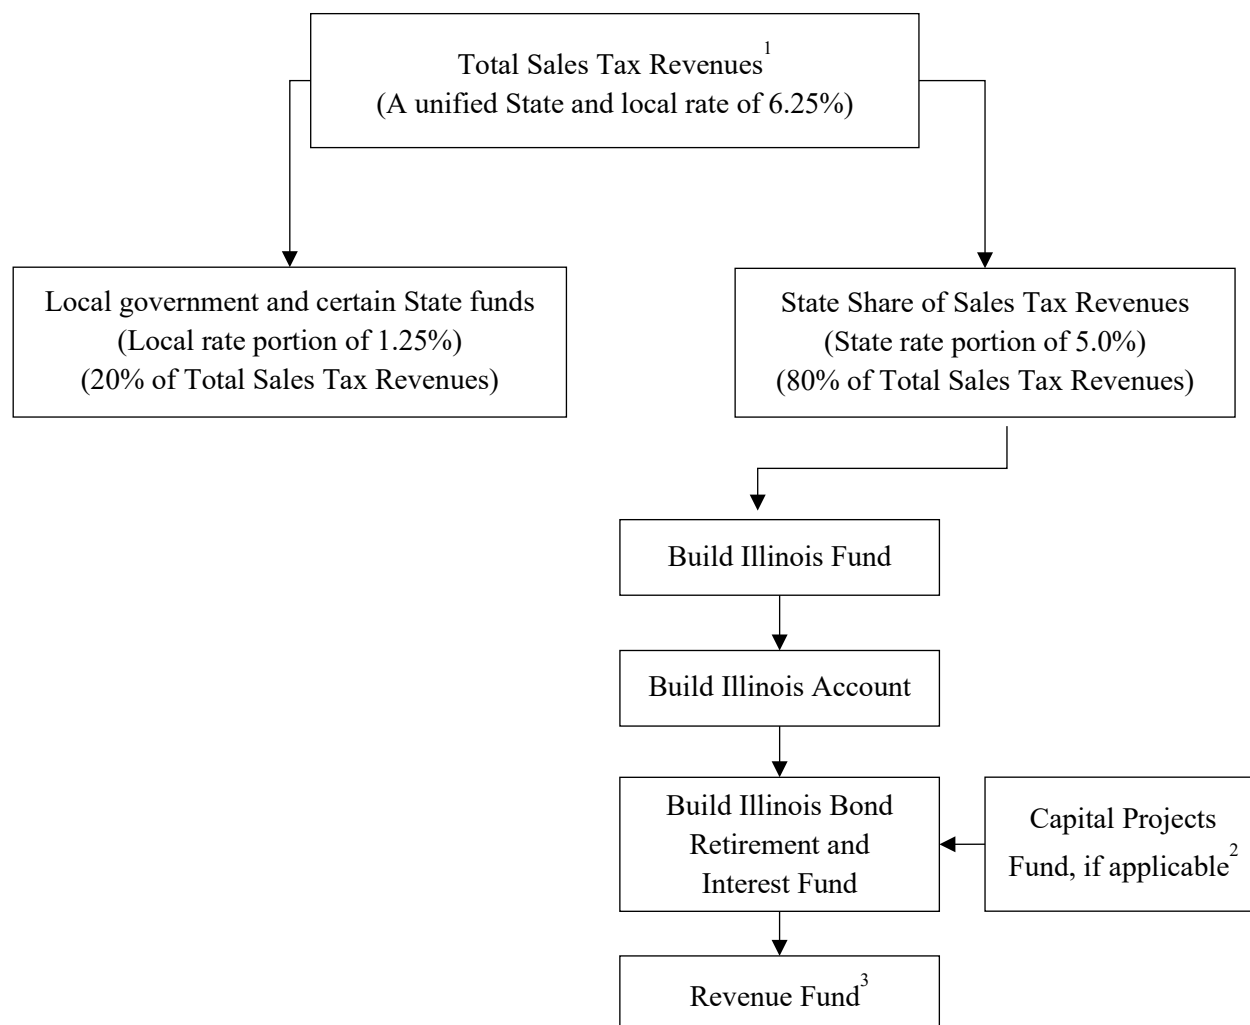 Total Sales Tax Revenues1
(A unified State and local rate of 6.25%)
Local government and certain State funds
(Local rate portion of 1.25%)
(20% of Total Sales Tax Revenues)
State Share of Sales Tax Revenues
(State rate portion of 5.0%)
(80% of Total Sales Tax Revenues)
Build Illinois Fund
Build Illinois Account
Build Illinois Bond
Retirement and
Interest Fund
Capital Projects
Fund, if applicable2
Revenue Fund3